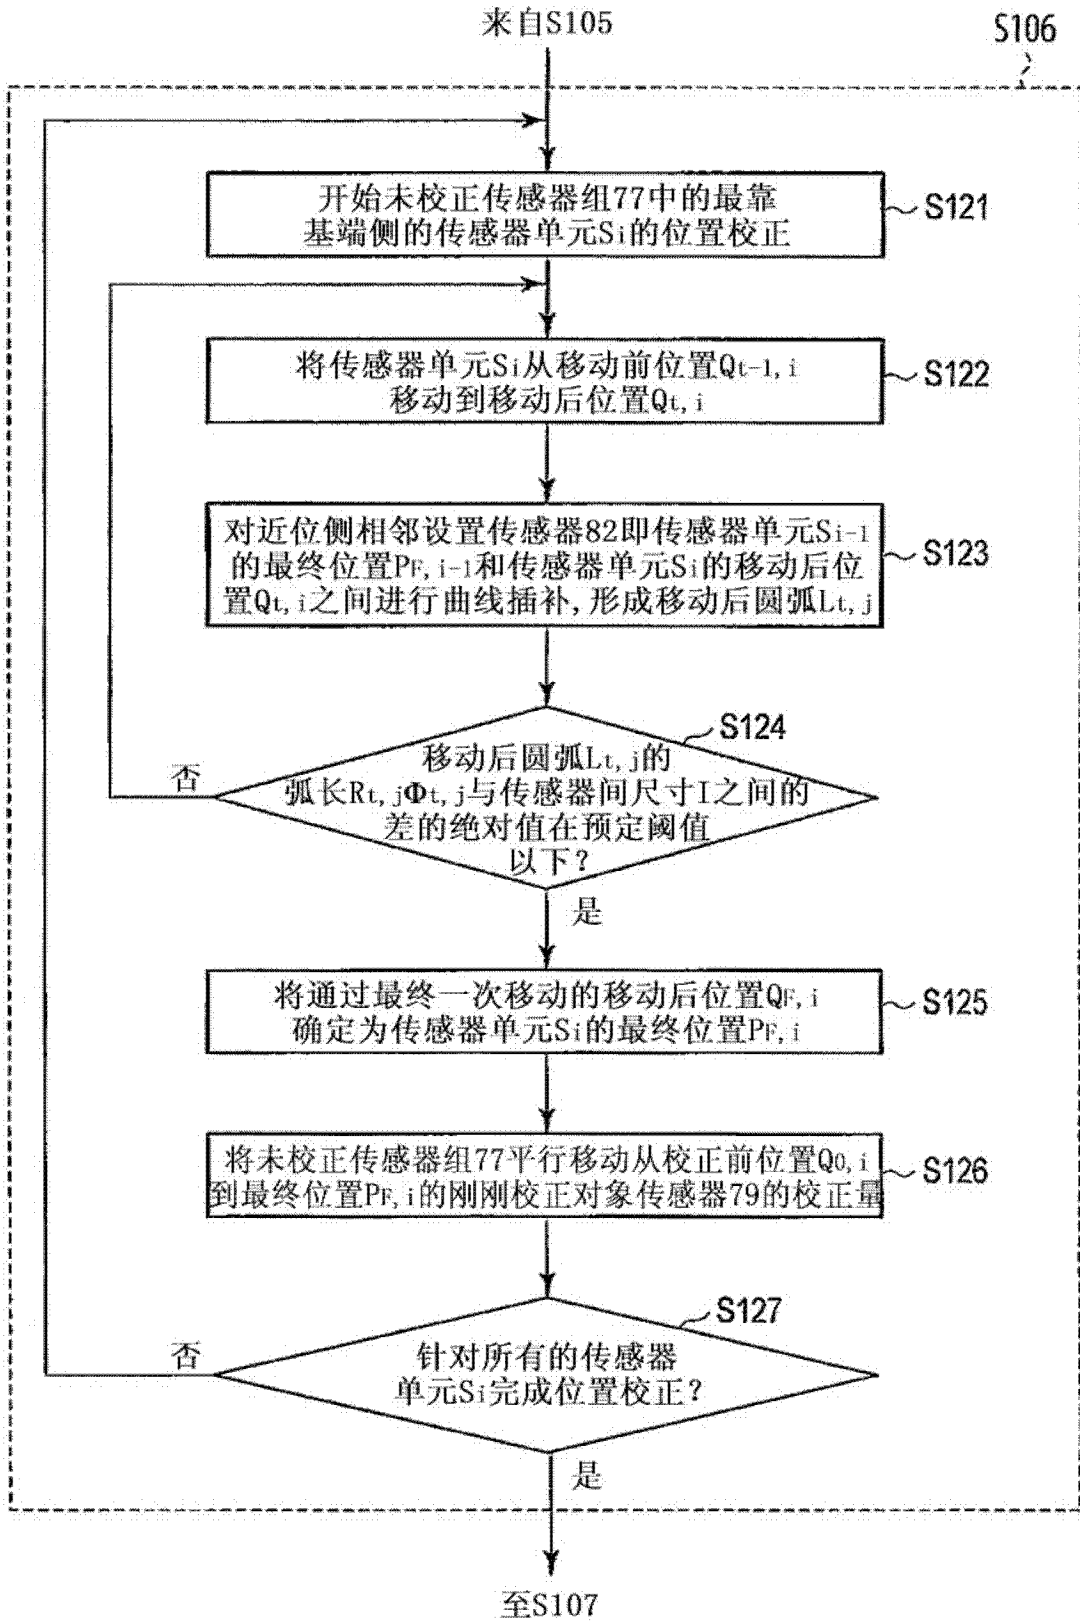 来自S105
S106
开始未校正传感器组77中的最靠
基端侧的传感器单元Si的位置校正
S121
将传感器单元Si从移动前位置Qt-1,i
移动到移动后位置Qt,i
S122
对近位侧相邻设置传感器82即传感器单元Si-1
的最终位置PF,i-1和传感器单元Si的移动后位
置Qt,i之间进行曲线插补,形成移动后圆弧Lt,j
S123
S124
移动后圆弧Lt,j的
弧长Rt,jΦt,j与传感器间尺寸I之间的
差的绝对值在预定阈值
以下?
否
是
将通过最终一次移动的移动后位置QF,i
确定为传感器单元Si的最终位置PF,i
S125
将未校正传感器组77平行移动从校正前位置Q0,i
到最终位置PF,i的刚刚校正对象传感器79的校正量
S126
S127
针对所有的传感器
单元Si完成位置校正?
否
是
至S107